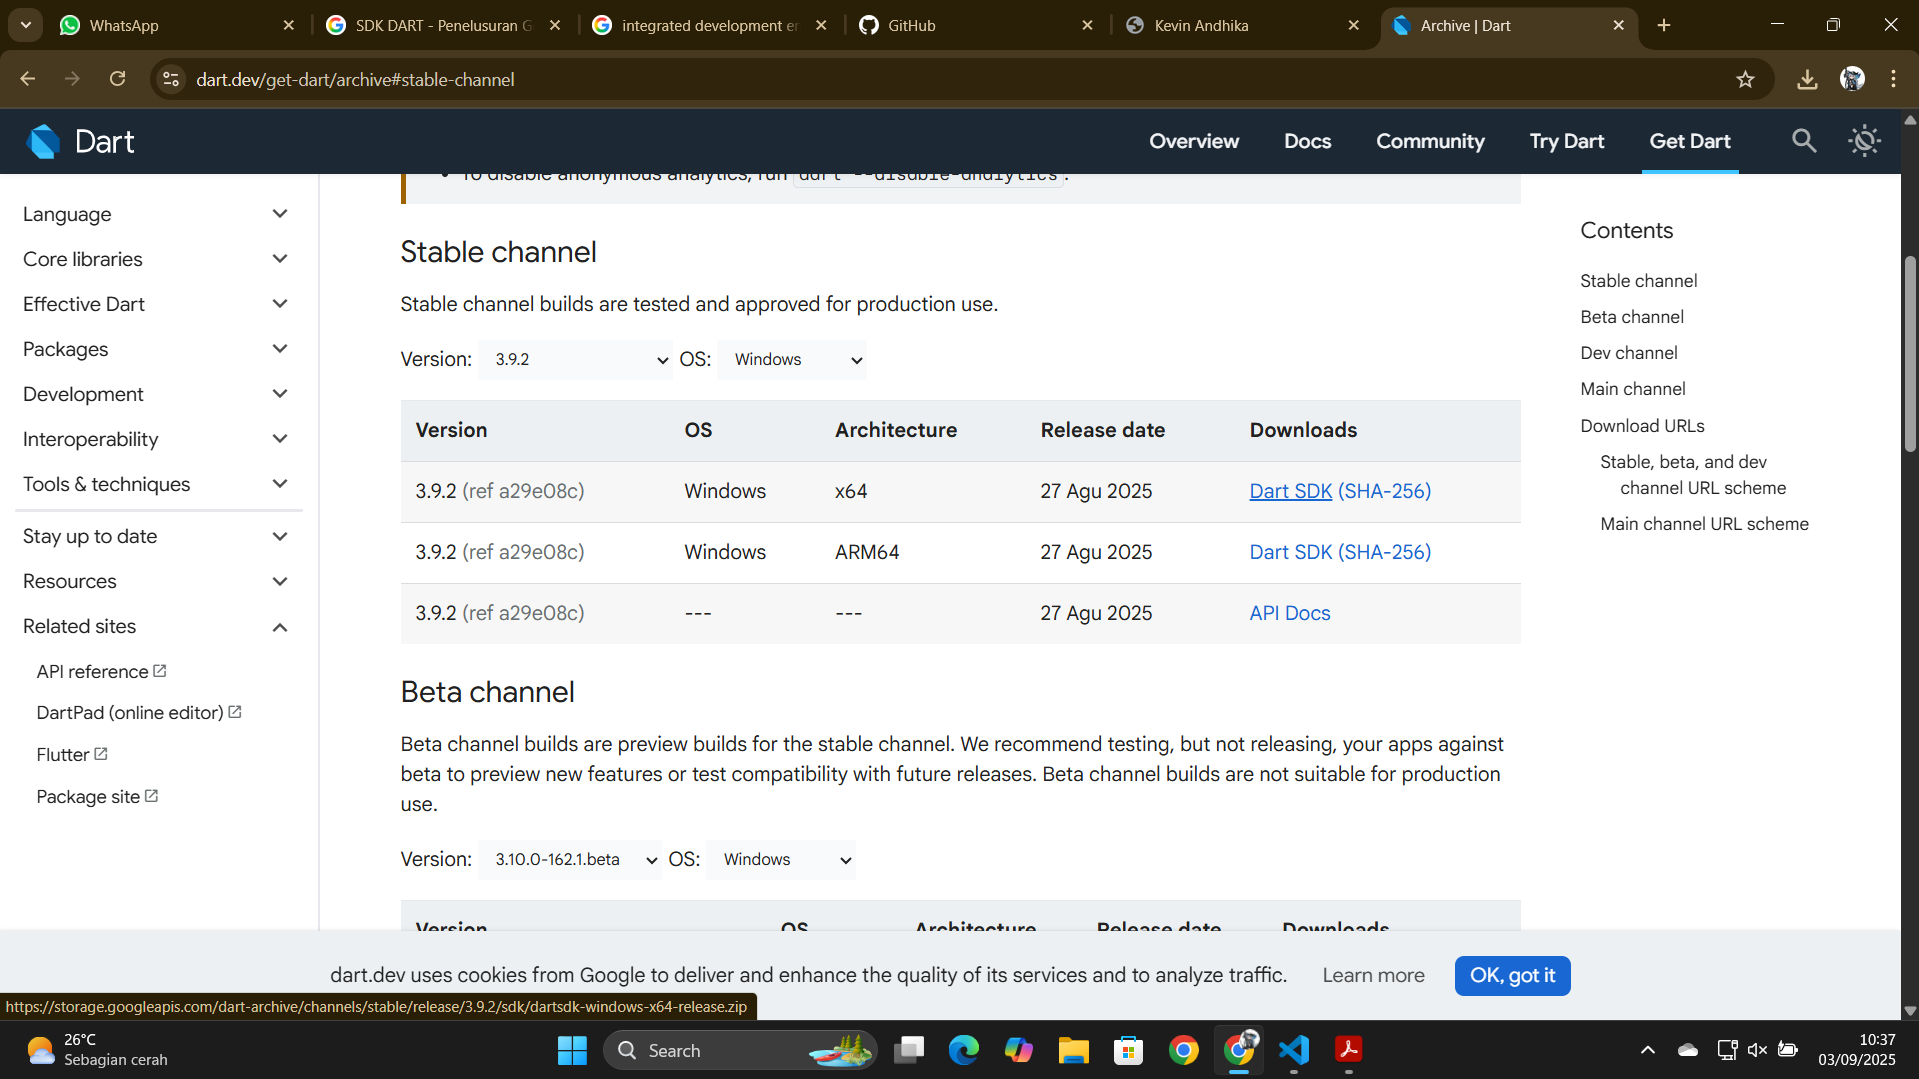 WhatsApp
SDK DART - Penelusuran G
integrated development er
GitHub
Kevin Andhika
Archive | Dart
dart.dev/get-dart/archive#stable-channel
Dart
Overview
Docs
Community
Try Dart
Get Dart
To disable anonymous analytics, run dart --disable-analytics.
Language
Core libraries
Effective Dart
Packages
Development
Interoperability
Tools & techniques
Stay up to date
Resources
Related sites
API reference
DartPad (online editor)
Flutter
Package site
Stable channel
Stable channel builds are tested and approved for production use.
Version: 3.9.2 OS: Windows
Version OS Architecture Release date Downloads
3.9.2 (ref a29e08c) Windows x64 27 Agu 2025 Dart SDK (SHA-256)
3.9.2 (ref a29e08c) Windows ARM64 27 Agu 2025 Dart SDK (SHA-256)
3.9.2 (ref a29e08c) --- --- 27 Agu 2025 API Docs
Beta channel
Beta channel builds are preview builds for the stable channel. We recommend testing, but not releasing, your apps against
beta to preview new features or test compatibility with future releases. Beta channel builds are not suitable for production
use.
Version: 3.10.0-162.1.beta OS: Windows
Version OS Architecture Release date Downloads
Contents
Stable channel
Beta channel
Dev channel
Main channel
Download URLs
Stable, beta, and dev
channel URL scheme
Main channel URL scheme
dart.dev uses cookies from Google to deliver and enhance the quality of its services and to analyze traffic.
Learn more
OK, got it
https://storage.googleapis.com/dart-archive/channels/stable/release/3.9.2/sdk/dartsdk-windows-x64-release.zip
26°C
Sebagian cerah
Search
10:37
03/09/2025